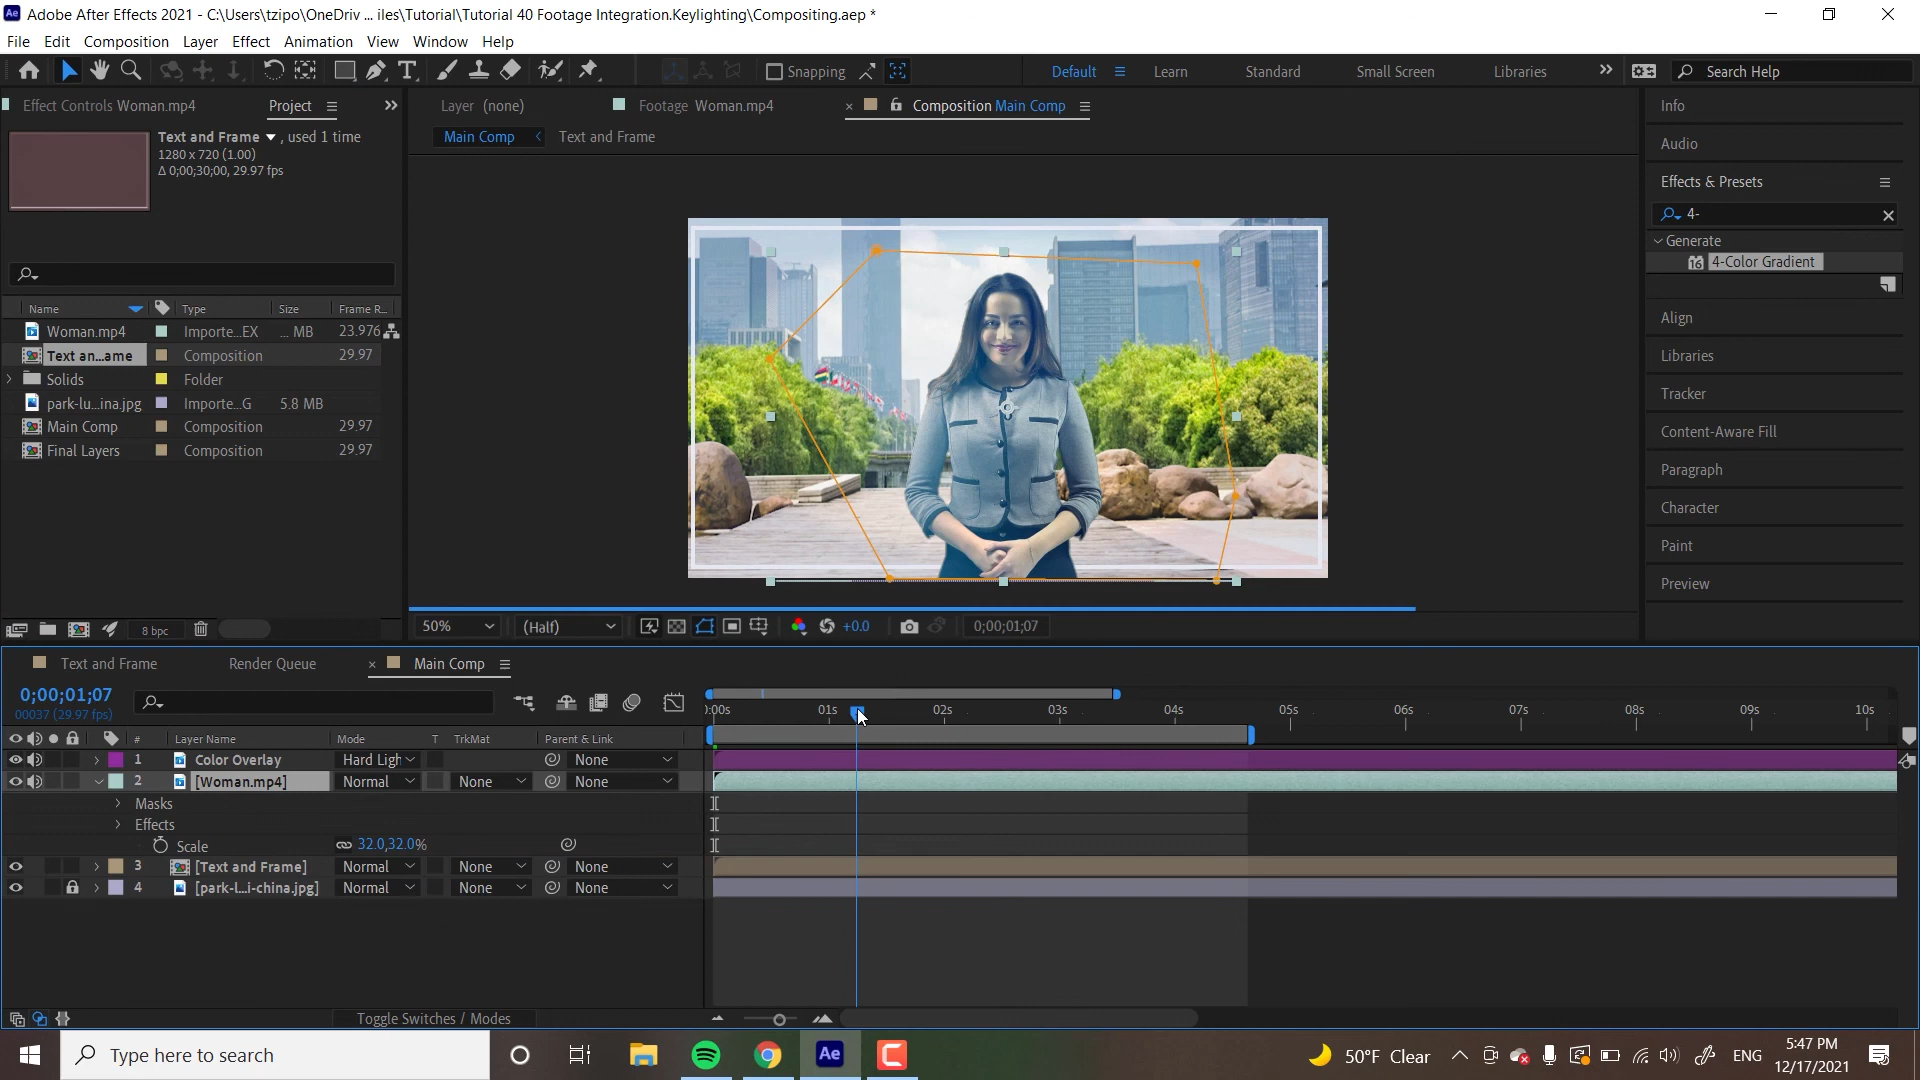 Adobe After Effects 2021 - C:\Users\tzipo\OneDriv ... iles\Tutorial\Tutorial 40 Footage Integration.Keylighting\Compositing.aep *
File Edit Composition Layer Effect Animation View Window Help
Snapping Default Learn Standard Small Screen Libraries Search Help
Effect Controls Woman.mp4 Project
Layer (none) Footage Woman.mp4 Composition Main Comp
Main Comp Text and Frame
Text and Frame , used 1 time
1280 x 720 (1.00)
Δ 0;00;30;00, 29.97 fps
Name Type Size Frame R...
Woman.mp4 Importe...EX ... MB 23.976
Text an...ame Composition 29.97
Solids Folder
park-lu...ina.jpg Importe...G 5.8 MB
Main Comp Composition 29.97
Final Layers Composition 29.97
8 bpc
50% (Half) +0.0 0;00;01;07
Info
Audio
Effects & Presets
4-
Generate
16 4-Color Gradient
Align
Libraries
Tracker
Content-Aware Fill
Paragraph
Character
Paint
Preview
Text and Frame Render Queue Main Comp
0;00;01;07
00037 (29.97 fps)
):00s 01s 02s 03s 04s 05s 06s 07s 08s 09s 10s
# Layer Name Mode T TrkMat Parent & Link
1 Color Overlay Hard Ligh None
2 [Woman.mp4] Normal None None
Masks
Effects
Scale 32.0,32.0%
3 [Text and Frame] Normal None None
4 [park-l...i-china.jpg] Normal None None
Toggle Switches / Modes
Type here to search
Ae
50°F Clear
ENG
5:47 PM
12/17/2021